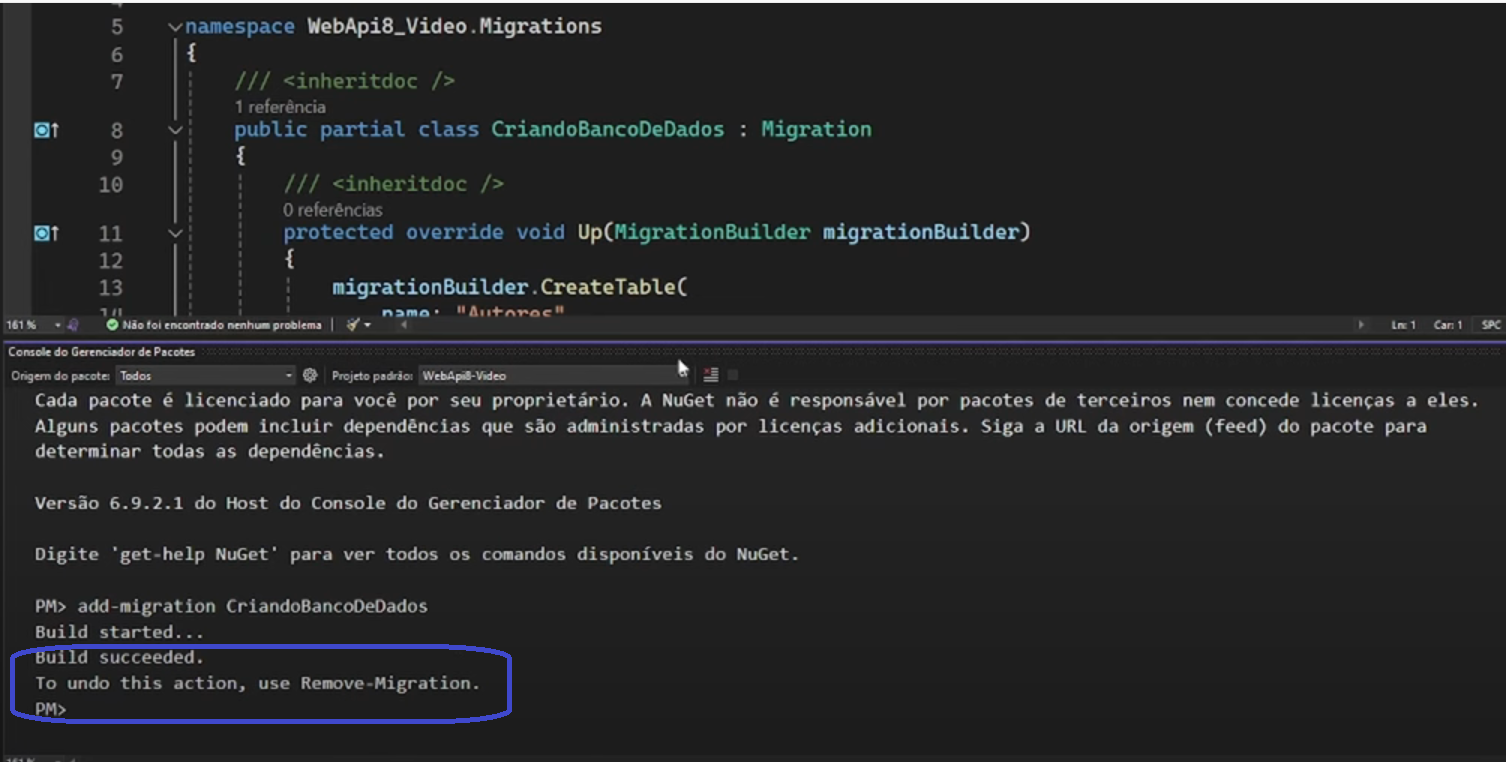 5 namespace WebApi8_Video.Migrations
6 {
7 /// <inheritdoc />
1 referência
8 public partial class CriandoBancoDeDados : Migration
9 {
10 /// <inheritdoc />
0 referências
11 protected override void Up(MigrationBuilder migrationBuilder)
12 {
13 migrationBuilder.CreateTable(
14 name: "Autores"
161 % Não foi encontrado nenhum problema Ln: 1 Car: 1 SPC
Console do Gerenciador de Pacotes
Origem do pacote: Todos Projeto padrão: WebApi8-Video
Cada pacote é licenciado para você por seu proprietário. A NuGet não é responsável por pacotes de terceiros nem concede licenças a eles.
Alguns pacotes podem incluir dependências que são administradas por licenças adicionais. Siga a URL da origem (feed) do pacote para
determinar todas as dependências.
Versão 6.9.2.1 do Host do Console do Gerenciador de Pacotes
Digite 'get-help NuGet' para ver todos os comandos disponíveis do NuGet.
PM> add-migration CriandoBancoDeDados
Build started...
Build succeeded.
To undo this action, use Remove-Migration.
PM>